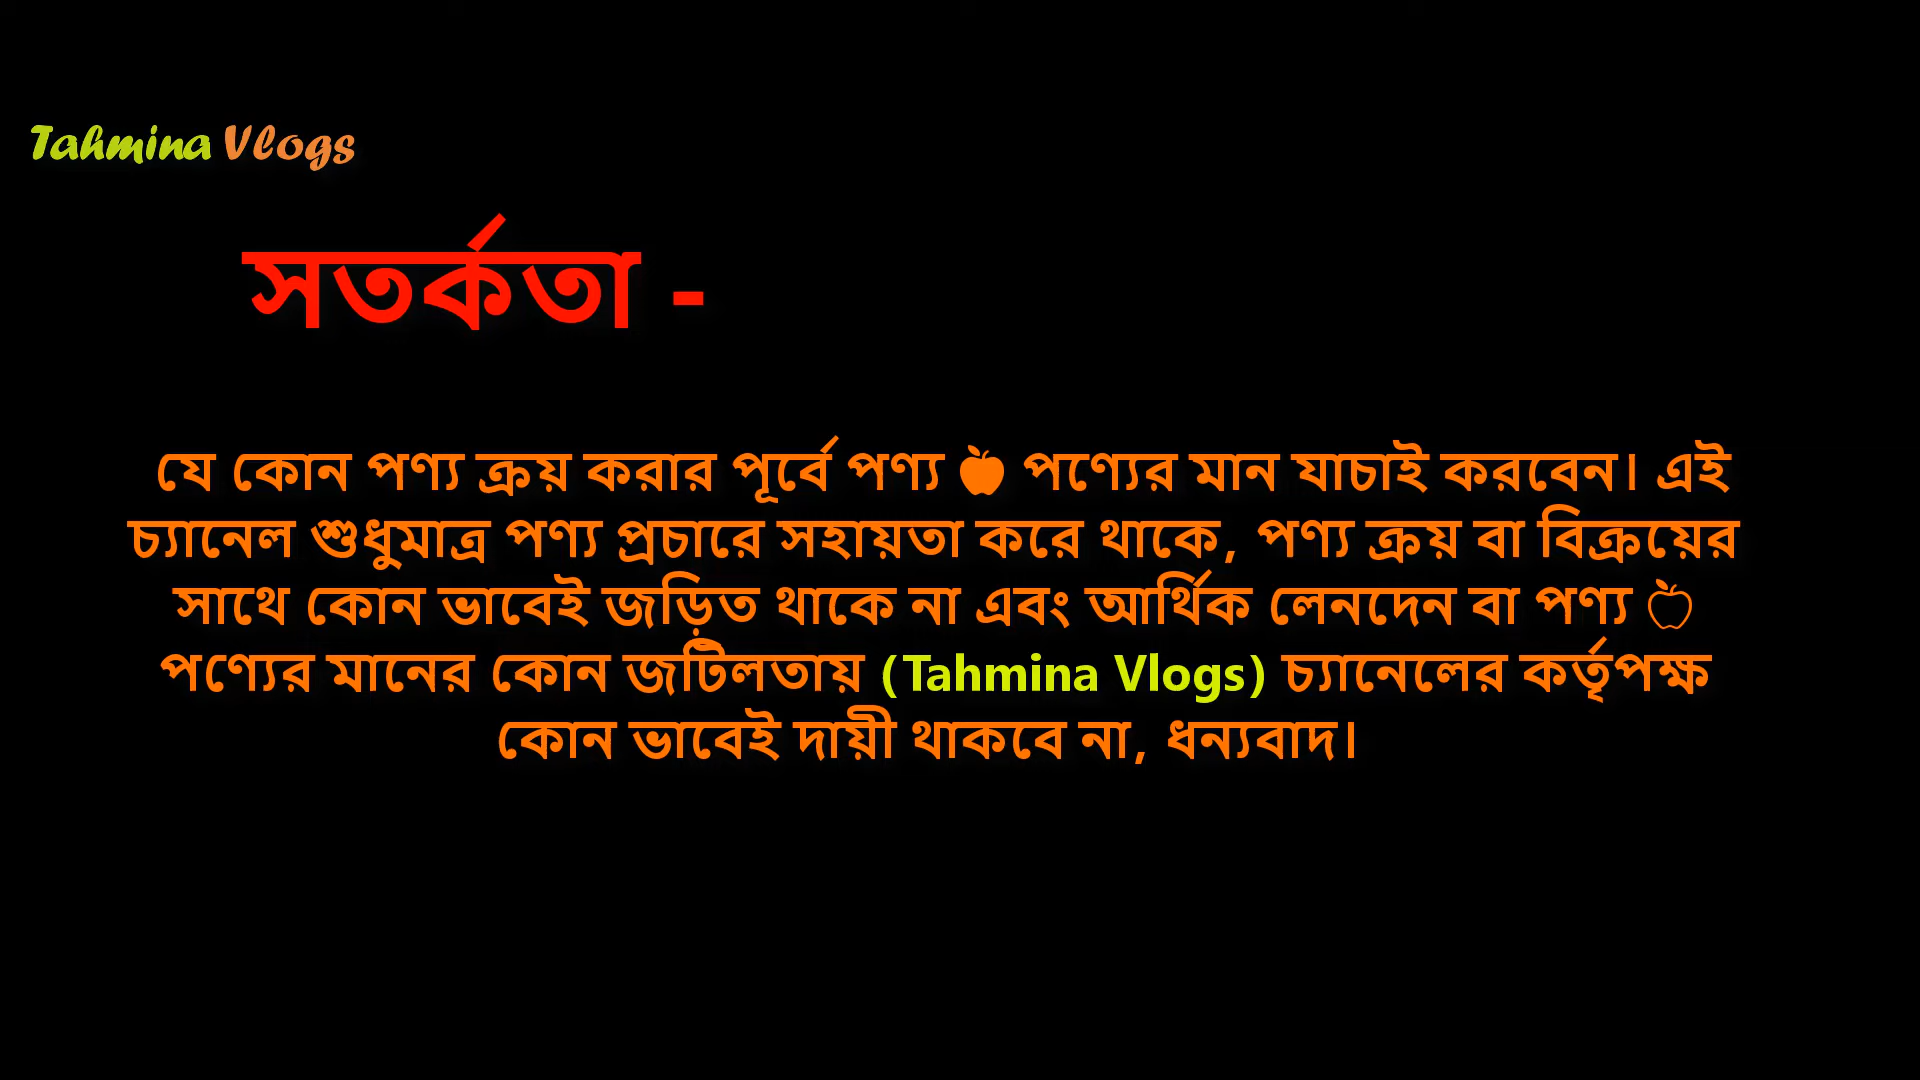 Tahmina Vlogs
সতর্কতা -
যে কোন পণ্য ক্রয় করার পূর্বে পণ্য 🍎 পণ্যের মান যাচাই করবেন। এই
চ্যানেল শুধুমাত্র পণ্য প্রচারে সহায়তা করে থাকে, পণ্য ক্রয় বা বিক্রয়ের
সাথে কোন ভাবেই জড়িত থাকে না এবং আর্থিক লেনদেন বা পণ্য 🍎
পণ্যের মানের কোন জটিলতায় (Tahmina Vlogs) চ্যানেলের কর্তৃপক্ষ
কোন ভাবেই দায়ী থাকবে না, ধন্যবাদ।